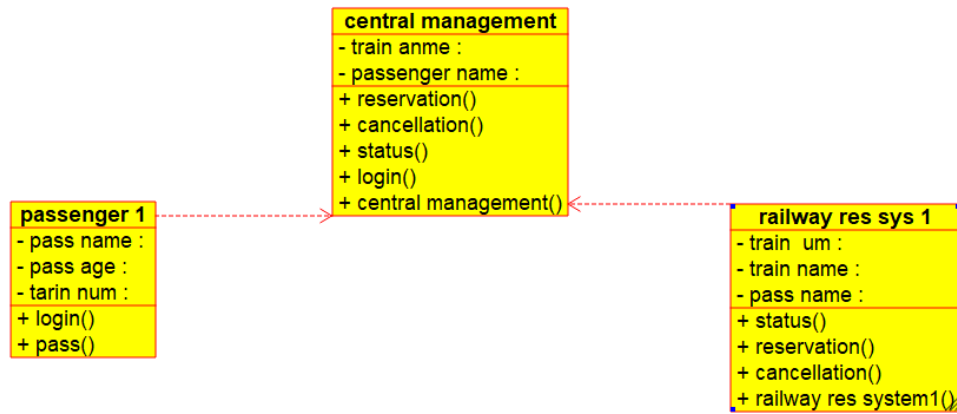 central management
- train anme :
- passenger name :
+ reservation()
+ cancellation()
+ status()
+ login()
+ central management()
passenger 1
- pass name :
- pass age :
- tarin num :
+ login()
+ pass()
railway res sys 1
- train um :
- train name :
- pass name :
+ status()
+ reservation()
+ cancellation()
+ railway res system1()